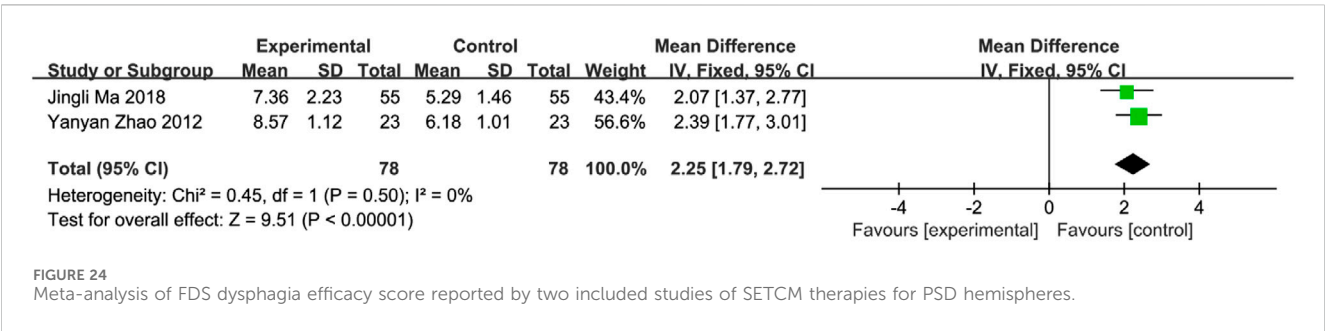 Experimental Control Mean Difference Mean Difference
Study or Subgroup Mean SD Total Mean SD Total Weight IV, Fixed, 95% CI IV, Fixed, 95% CI
Jingli Ma 2018 7.36 2.23 55 5.29 1.46 55 43.4% 2.07 [1.37, 2.77]
Yanyan Zhao 2012 8.57 1.12 23 6.18 1.01 23 56.6% 2.39 [1.77, 3.01]
Total (95% CI) 78 78 100.0% 2.25 [1.79, 2.72]
Heterogeneity: Chi² = 0.45, df = 1 (P = 0.50); I² = 0%
Test for overall effect: Z = 9.51 (P < 0.00001)
-4 -2 0 2 4
Favours [experimental] Favours [control]
FIGURE 24
Meta-analysis of FDS dysphagia efficacy score reported by two included studies of SETCM therapies for PSD hemispheres.